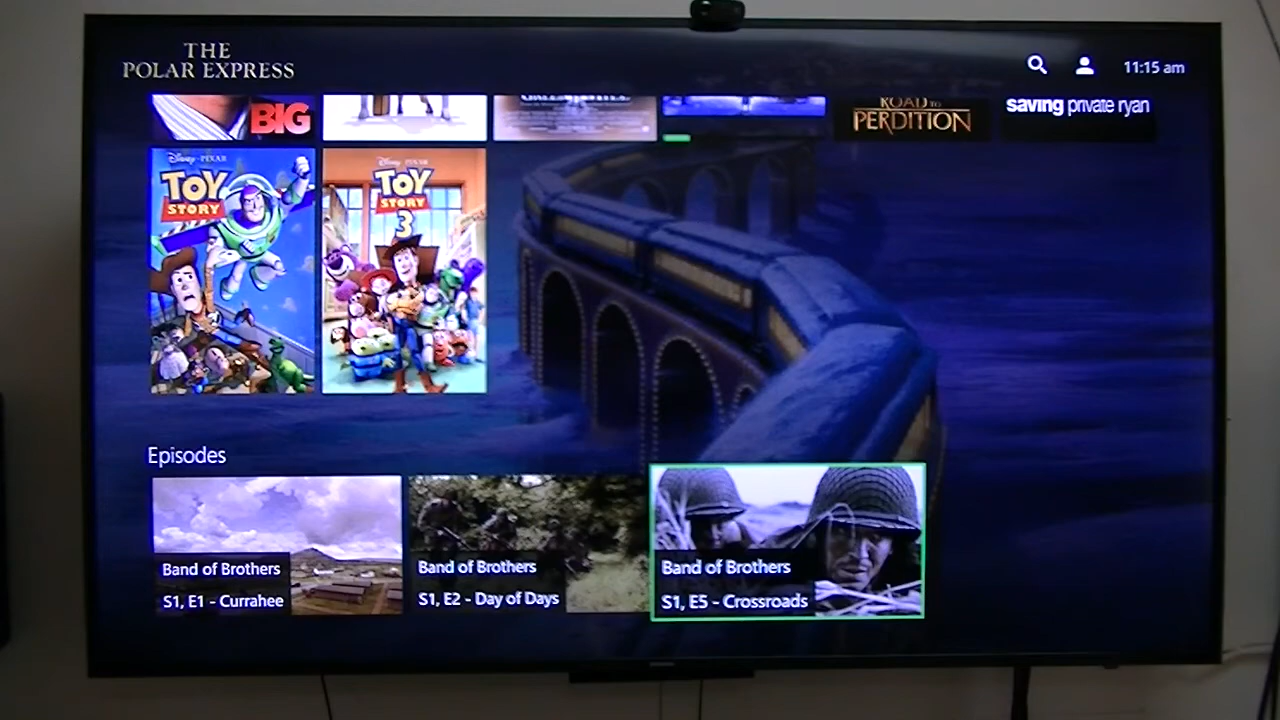 THE
POLAR EXPRESS
11:15 am
BIG
ROAD TO
PERDITION
saving private ryan
Disney · PIXAR
TOY
STORY
Disney · PIXAR
TOY
STORY
3
Episodes
Band of Brothers
S1, E1 - Currahee
Band of Brothers
S1, E2 - Day of Days
Band of Brothers
S1, E5 - Crossroads